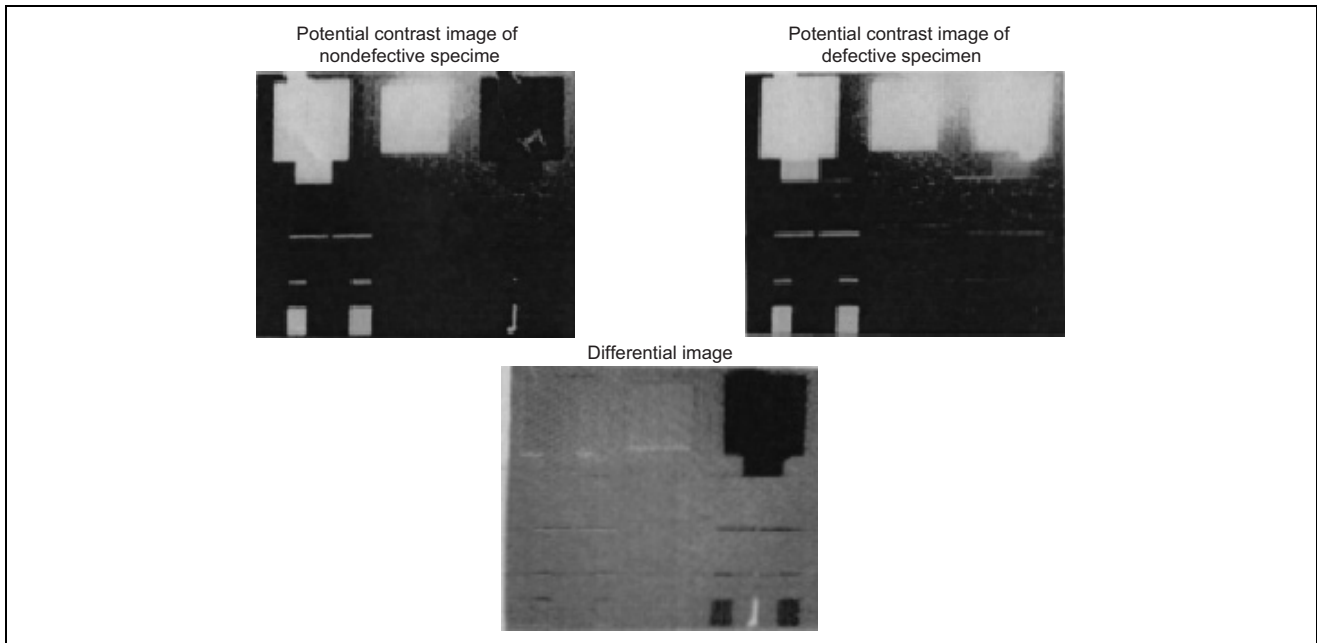 Potential contrast image of
nondefective specime
Potential contrast image of
defective specimen
Differential image